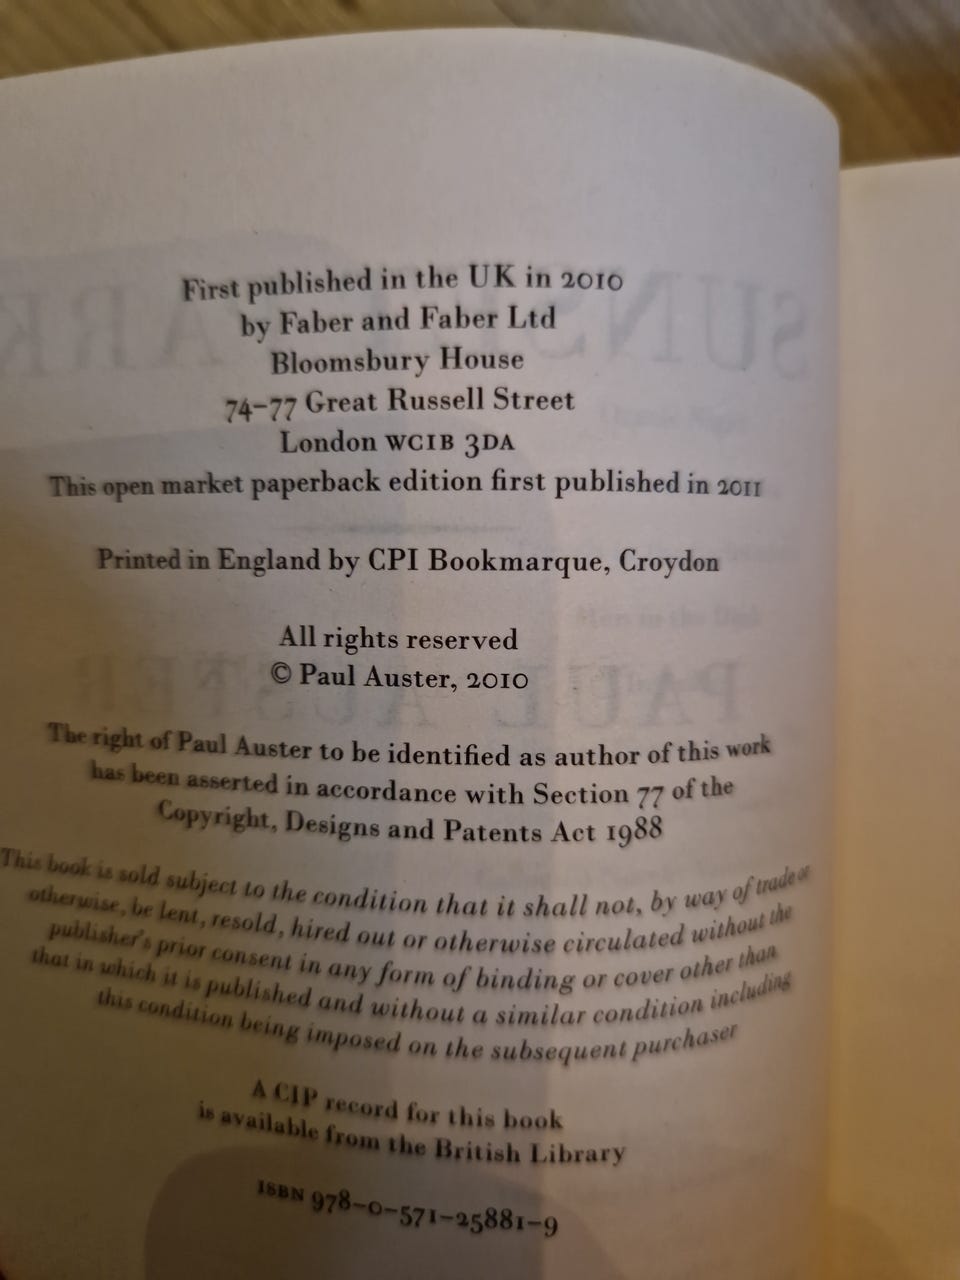 First published in the UK in 2010
by Faber and Faber Ltd
Bloomsbury House
74–77 Great Russell Street
London WC1B 3DA
This open market paperback edition first published in 2011
Printed in England by CPI Bookmarque, Croydon
All rights reserved
© Paul Auster, 2010
The right of Paul Auster to be identified as author of this work
has been asserted in accordance with Section 77 of the
Copyright, Designs and Patents Act 1988
This book is sold subject to the condition that it shall not, by way of trade or
otherwise, be lent, resold, hired out or otherwise circulated without the
publisher's prior consent in any form of binding or cover other than
that in which it is published and without a similar condition including
this condition being imposed on the subsequent purchaser
A CIP record for this book
is available from the British Library
ISBN 978–0–571–25881–9